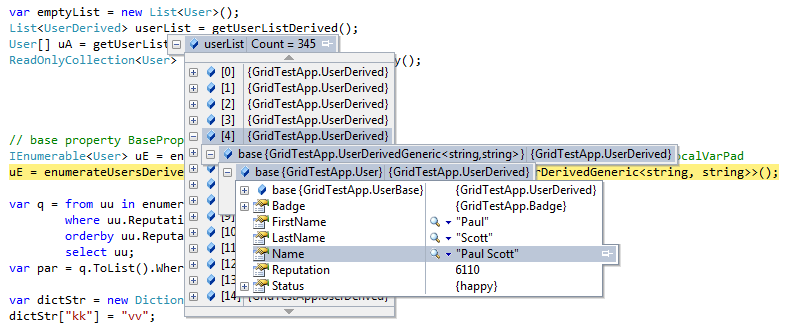 var emptyList = new List<User>();
List<UserDerived> userList = getUserListDerived();
User[] uA = getUserList
userList Count = 345
ReadOnlyCollection<User> y();
[0] {GridTestApp.UserDerived}
[1] {GridTestApp.UserDerived}
[2] {GridTestApp.UserDerived}
[3] {GridTestApp.UserDerived}
// base property BaseProp
[4] {GridTestApp.UserDerived}
IEnumerable<User> uE = en
base {GridTestApp.UserDerivedGeneric<string,string>} {GridTestApp.UserDerived}
LocalVarPad
uE = enumerateUsersDerive
base {GridTestApp.User} {GridTestApp.UserDerived}
rDerivedGeneric<string, string>>();
base {GridTestApp.UserBase} {GridTestApp.UserDerived}
var q = from uu in enumer
Badge {GridTestApp.Badge}
where uu.Reputati
[9]
FirstName "Paul"
orderby uu.Reputa
[10
LastName "Scott"
select uu;
[11
Name "Paul Scott"
var par = q.ToList().Wher
[12
Reputation 6110
[13
Status {happy}
var dictStr = new Diction
[14] {GridTestApp.UserDerived}
dictStr["kk"] = "vv";